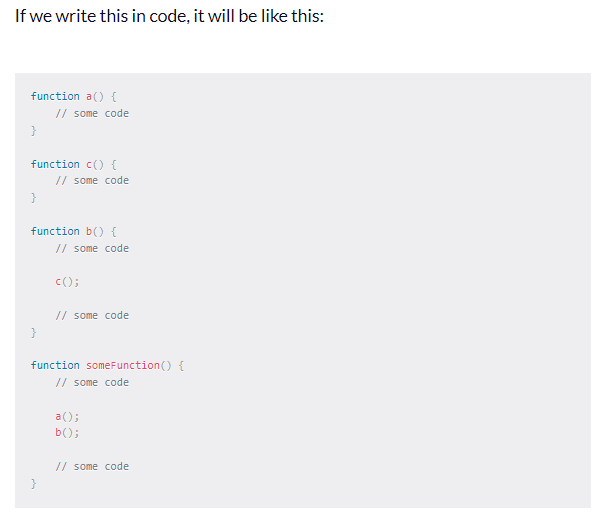 If we write this in code, it will be like this:
function a() {
// some code
}
function c() {
// some code
}
function b() {
// some code
c();
// some code
}
function someFunction() {
// some code
a();
b();
// some code
}